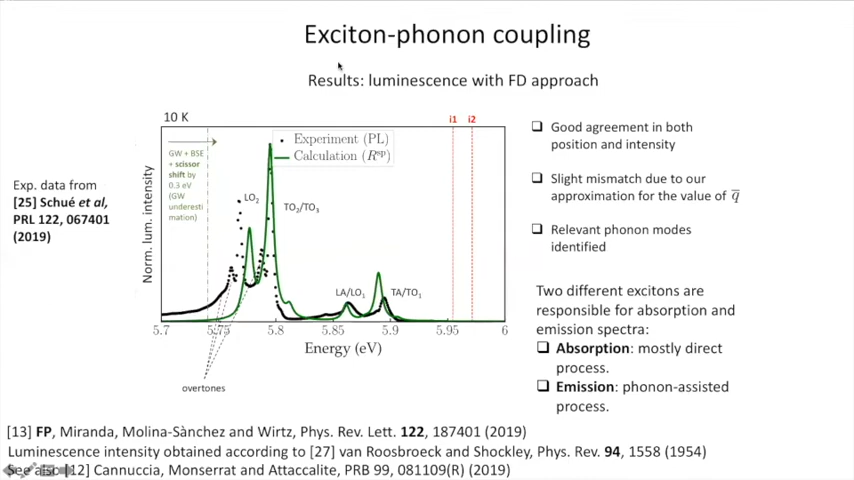 Exciton-phonon coupling
Results: luminescence with FD approach
10 K
i1 i2
GW + BSE
+ scissor
shift by
0.3 eV
(GW
underesti
mation)
Experiment (PL)
Calculation (R^sp)
LO2
TO2/TO3
LA/LO1
TA/TO1
Norm. lum. intensity
5.7 5.75 5.8 5.85 5.9 5.95 6
Energy (eV)
overtones
Exp. data from
[25] Schué et al,
PRL 122, 067401
(2019)
Good agreement in both
position and intensity
Slight mismatch due to our
approximation for the value of q̅
Relevant phonon modes
identified
Two different excitons are
responsible for absorption and
emission spectra:
Absorption: mostly direct
process.
Emission: phonon-assisted
process.
[13] FP, Miranda, Molina-Sànchez and Wirtz, Phys. Rev. Lett. 122, 187401 (2019)
Luminescence intensity obtained according to [27] van Roosbroeck and Shockley, Phys. Rev. 94, 1558 (1954)
See also [12] Cannuccia, Monserrat and Attaccalite, PRB 99, 081109(R) (2019)